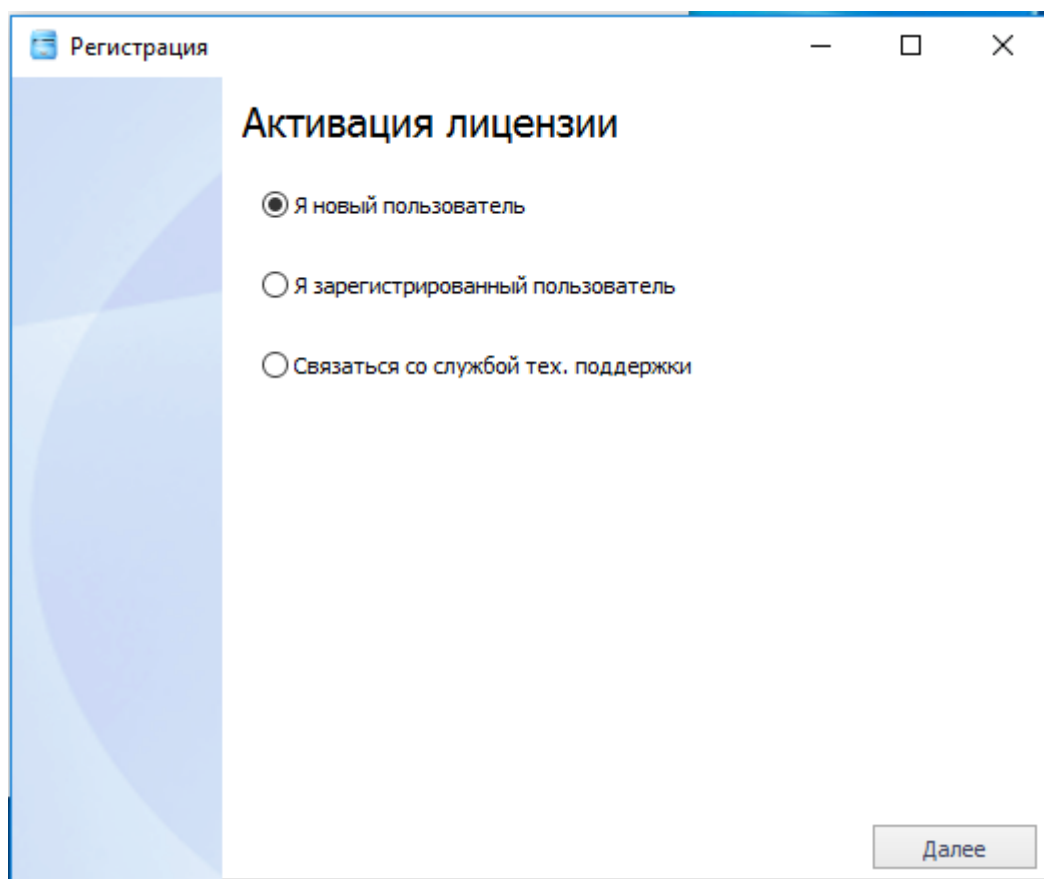 Регистрация
Активация лицензии
Я новый пользователь
Я зарегистрированный пользователь
Связаться со службой тех. поддержки
Далее